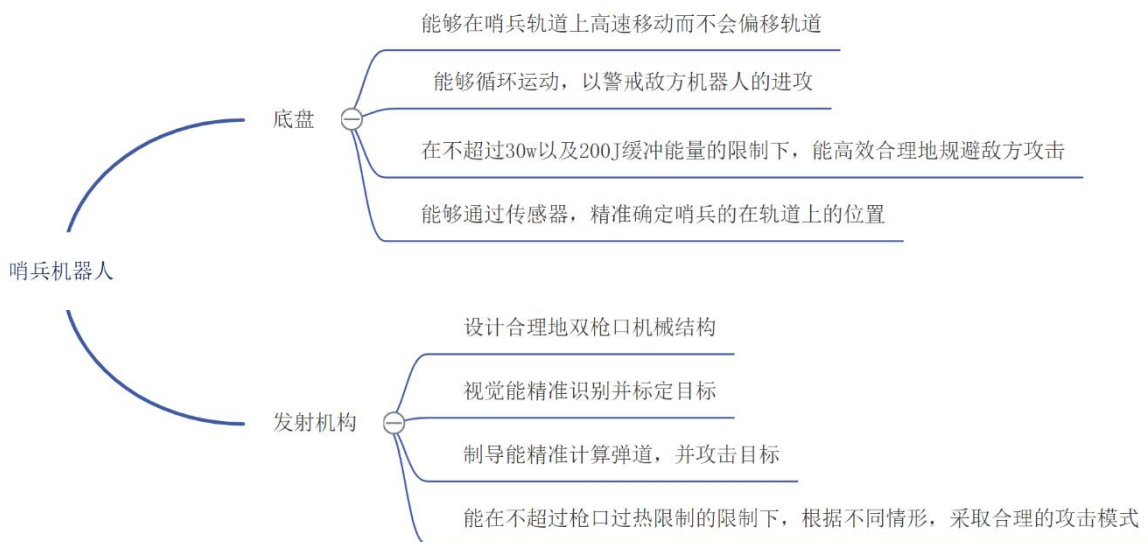 哨兵机器人
底盘
能够在哨兵轨道上高速移动而不会偏移轨道
能够循环运动，以警戒敌方机器人的进攻
在不超过30w以及200J缓冲能量的限制下，能高效合理地规避敌方攻击
能够通过传感器，精准确定哨兵的在轨道上的位置
发射机构
设计合理地双枪口机械结构
视觉能精准识别并标定目标
制导能精准计算弹道，并攻击目标
能在不超过枪口过热限制的限制下，根据不同情形，采取合理的攻击模式